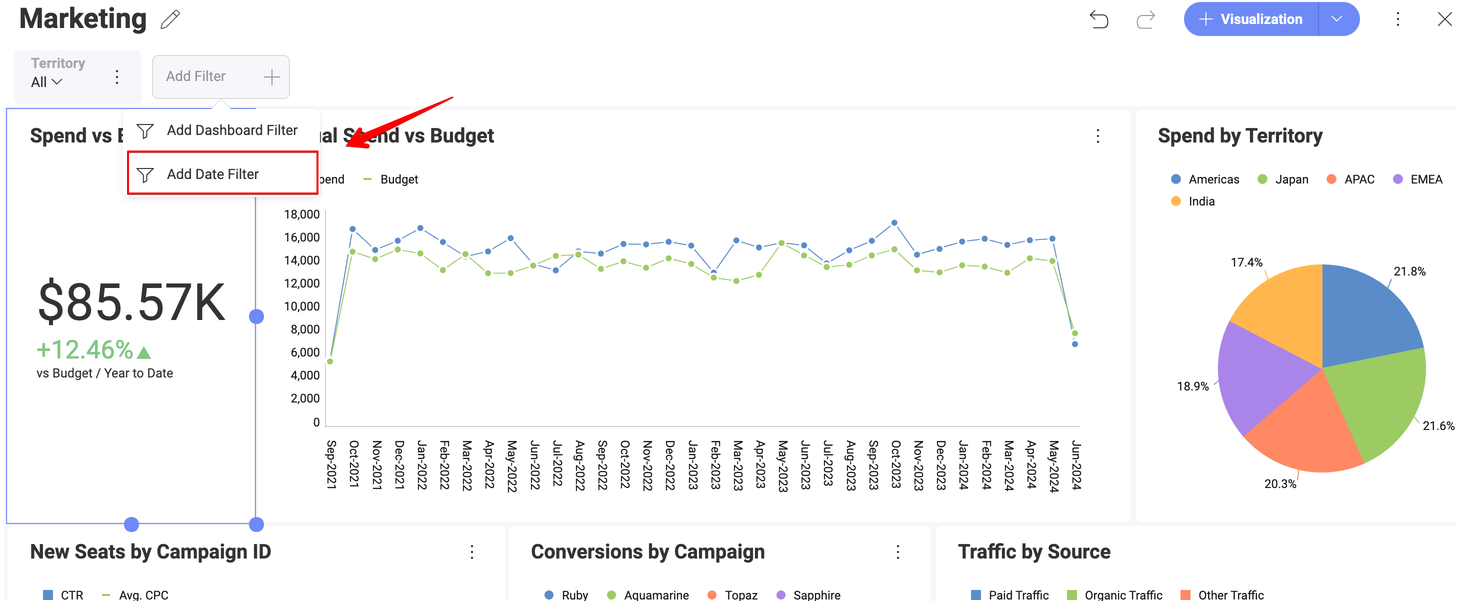 Marketing
Visualization
Territory
All
Add Filter
Add Dashboard Filter
Add Date Filter
Spend vs
Spend vs Budget
Budget
18,000
16,000
14,000
12,000
10,000
8,000
6,000
4,000
2,000
0
Sep-2021
Oct-2021
Nov-2021
Dec-2021
Jan-2022
Feb-2022
Mar-2022
Apr-2022
May-2022
Jun-2022
Jul-2022
Aug-2022
Sep-2022
Oct-2022
Nov-2022
Dec-2022
Jan-2023
Feb-2023
Mar-2023
Apr-2023
May-2023
Jun-2023
Jul-2023
Aug-2023
Sep-2023
Oct-2023
Nov-2023
Dec-2023
Jan-2024
Feb-2024
Mar-2024
Apr-2024
May-2024
Jun-2024
$85.57K
+12.46%
vs Budget / Year to Date
Spend by Territory
Americas Japan APAC EMEA
India
17.4%
21.8%
18.9%
21.6%
20.3%
New Seats by Campaign ID
CTR Avg. CPC
Conversions by Campaign
Ruby Aquamarine Topaz Sapphire
Traffic by Source
Paid Traffic Organic Traffic Other Traffic